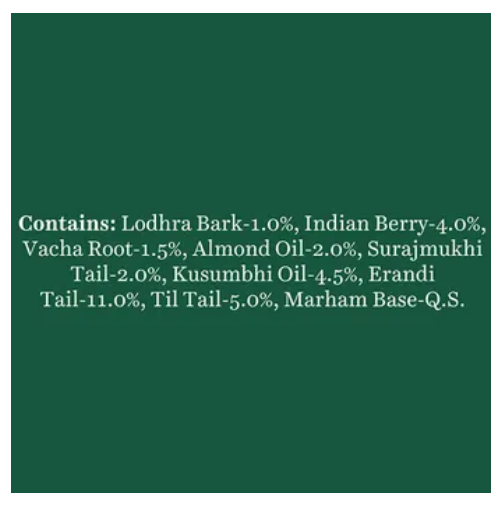 Contains: Lodhra Bark-1.0%, Indian Berry-4.0%,
Vacha Root-1.5%, Almond Oil-2.0%, Surajmukhi
Tail-2.0%, Kusumbhi Oil-4.5%, Erandi
Tail-11.0%, Til Tail-5.0%, Marham Base-Q.S.